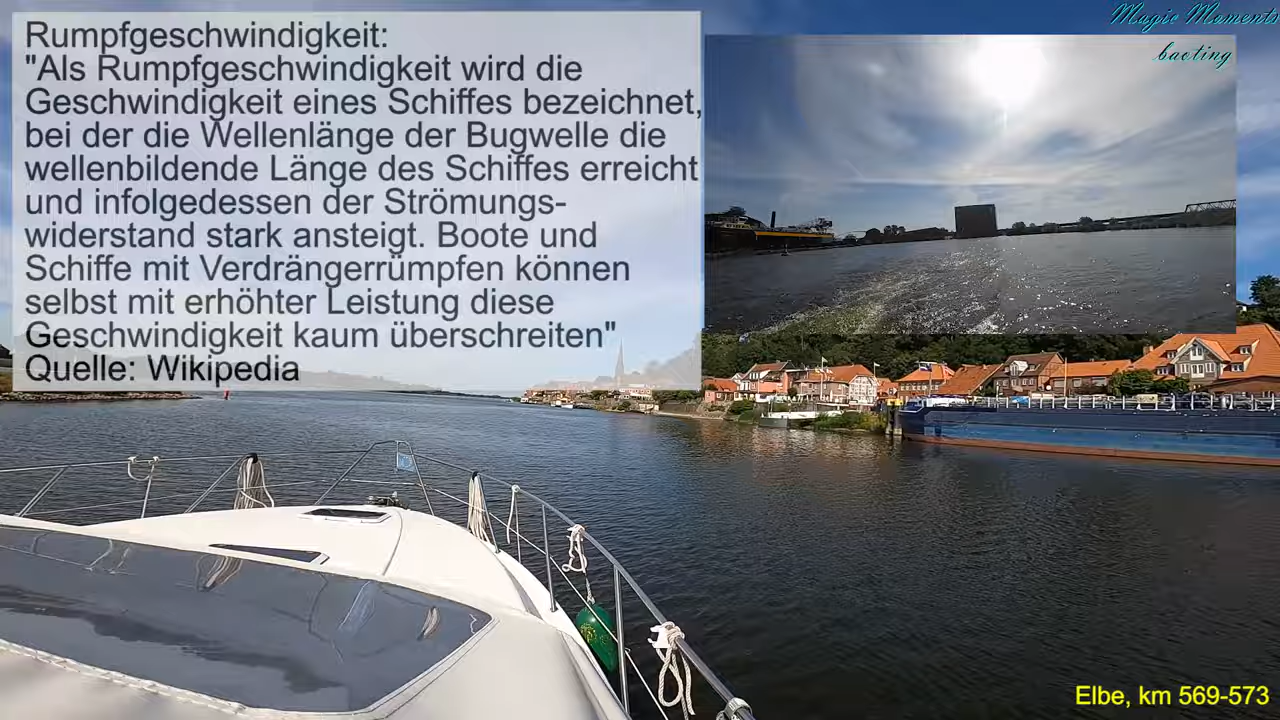 Rumpfgeschwindigkeit:
"Als Rumpfgeschwindigkeit wird die
Geschwindigkeit eines Schiffes bezeichnet,
bei der die Wellenlänge der Bugwelle die
wellenbildende Länge des Schiffes erreicht
und infolgedessen der Strömungs-
widerstand stark ansteigt. Boote und
Schiffe mit Verdrängerrümpfen können
selbst mit erhöhter Leistung diese
Geschwindigkeit kaum überschreiten"
Quelle: Wikipedia
Magic Moments
baoting
Elbe, km 569-573